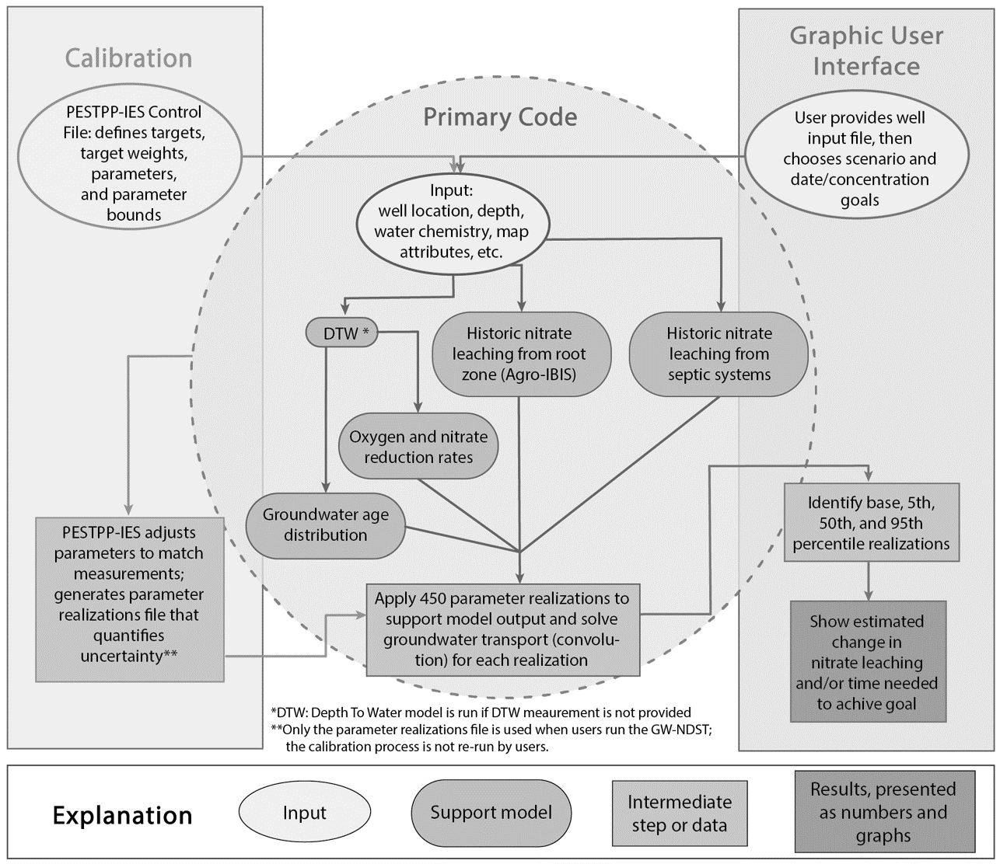 Calibration
PESTPP-IES Control
File: defines targets,
target weights,
parameters,
and parameter
bounds
Primary Code
Graphic User
Interface
User provides well
input file, then
chooses scenario and
date/concentration
goals
Input:
well location, depth,
water chemistry, map
attributes, etc.
DTW *
Historic nitrate
leaching from root
zone (Agro-IBIS)
Historic nitrate
leaching from
septic systems
Oxygen and nitrate
reduction rates
Groundwater age
distribution
PESTPP-IES adjusts
parameters to match
measurements;
generates parameter
realizations file that
quantifies
uncertainty**
Apply 450 parameter realizations to
support model output and solve
groundwater transport (convolu-
tion) for each realization
Identify base, 5th,
50th, and 95th
percentile realizations
Show estimated
change in
nitrate leaching
and/or time needed
to achive goal
*DTW: Depth To Water model is run if DTW meaurement is not provided
**Only the parameter realizations file is used when users run the GW-NDST;
the calibration process is not re-run by users.
Explanation
Input
Support model
Intermediate
step or data
Results, presented
as numbers and
graphs